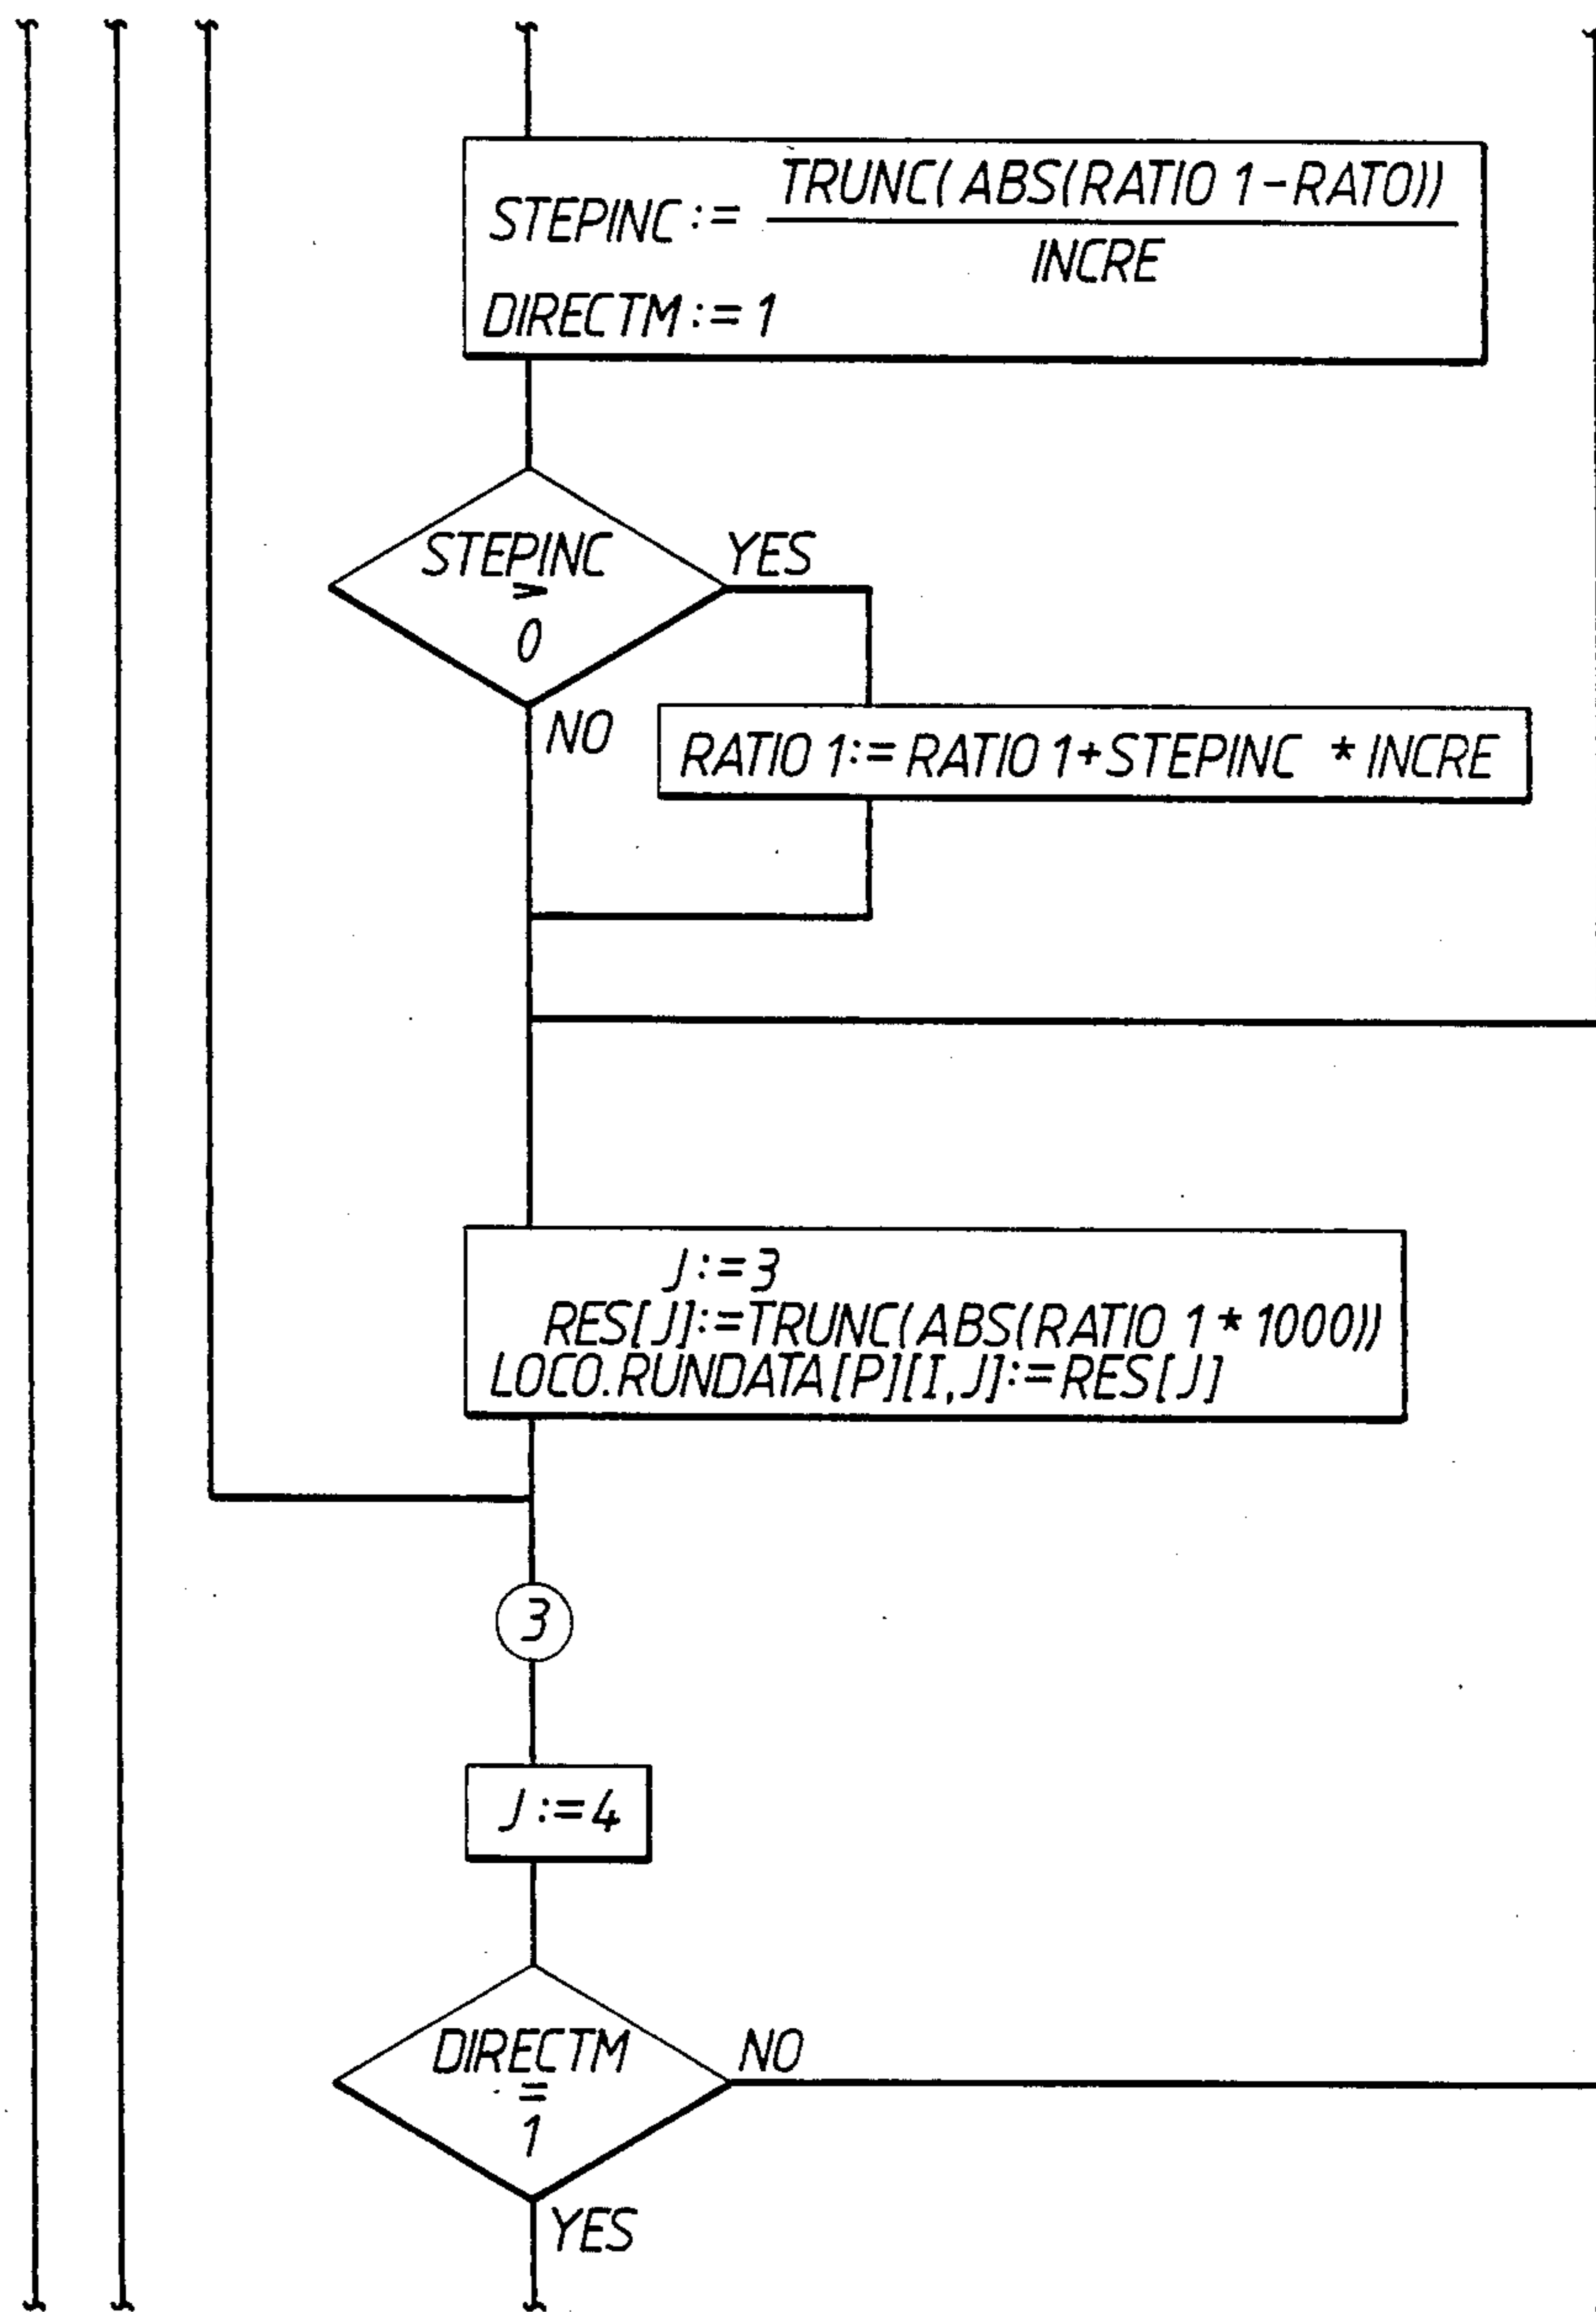 TRUNC(ABS(RATIO 1-RATO))
STEPINC:=
INCRE
DIRECTM:=1
STEPINC
≥
0
YES
NO
RATIO 1:=RATIO 1+STEPINC * INCRE
J:=3
RES[J]:=TRUNC(ABS(RATIO 1*1000))
LOCO.RUNDATA[P][I,J]:=RES[J]
3
J:=4
DIRECTM
=
1
NO
YES